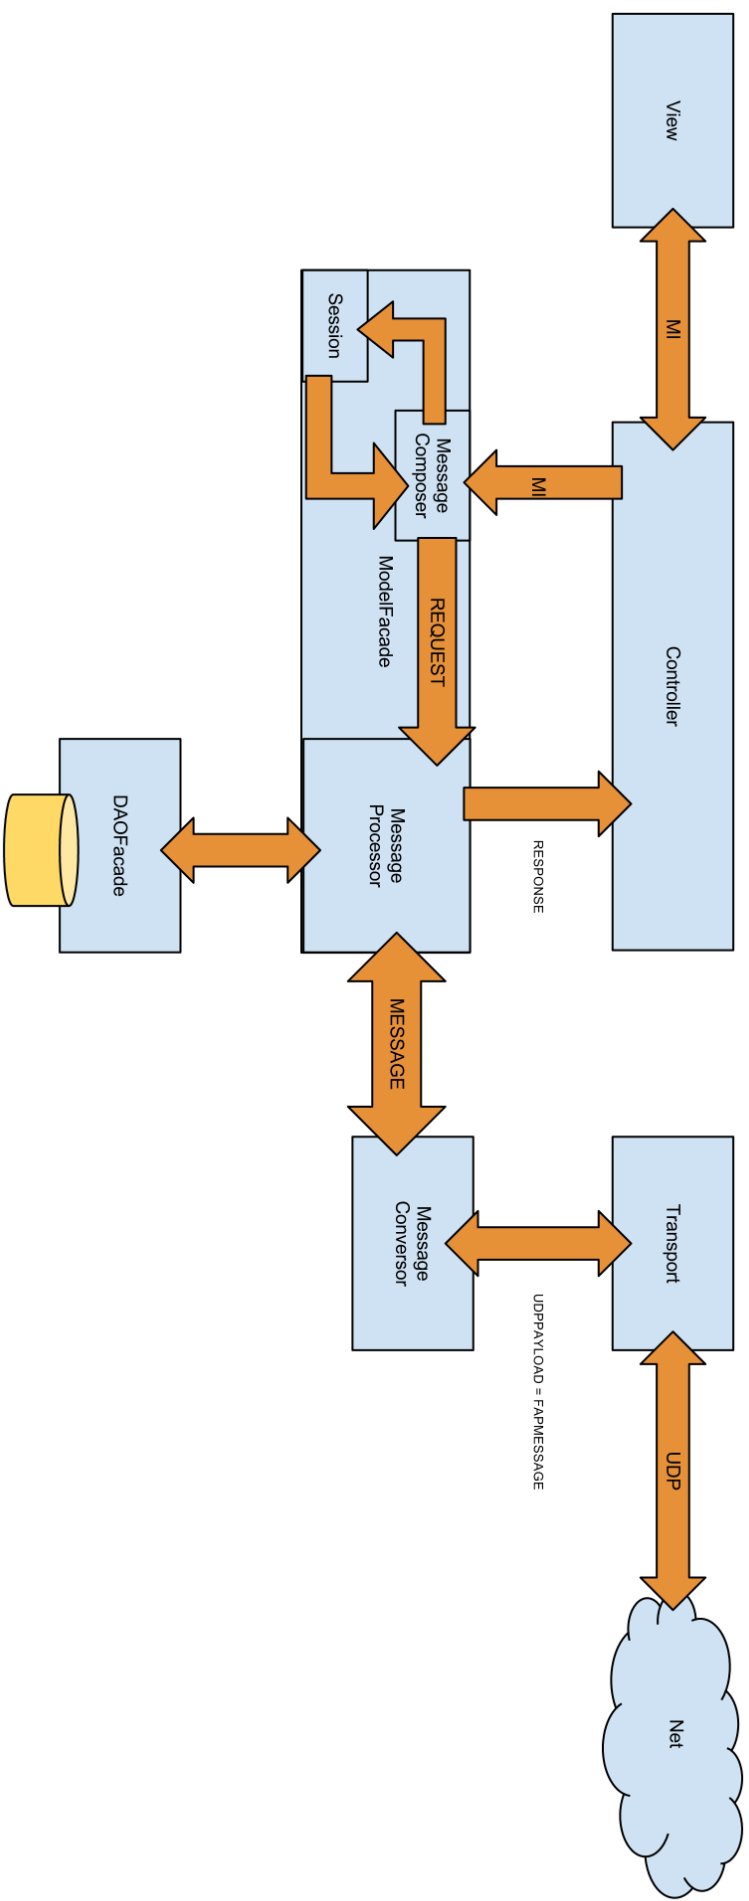 View
MI
Controller
Transport
UDP
Net
MI
RESPONSE
UDPPAYLOAD = FAPMESSAGE
Session
Message
Composer
REQUEST
ModelFacade
Message
Processor
MESSAGE
Message
Conversor
DAOFacade